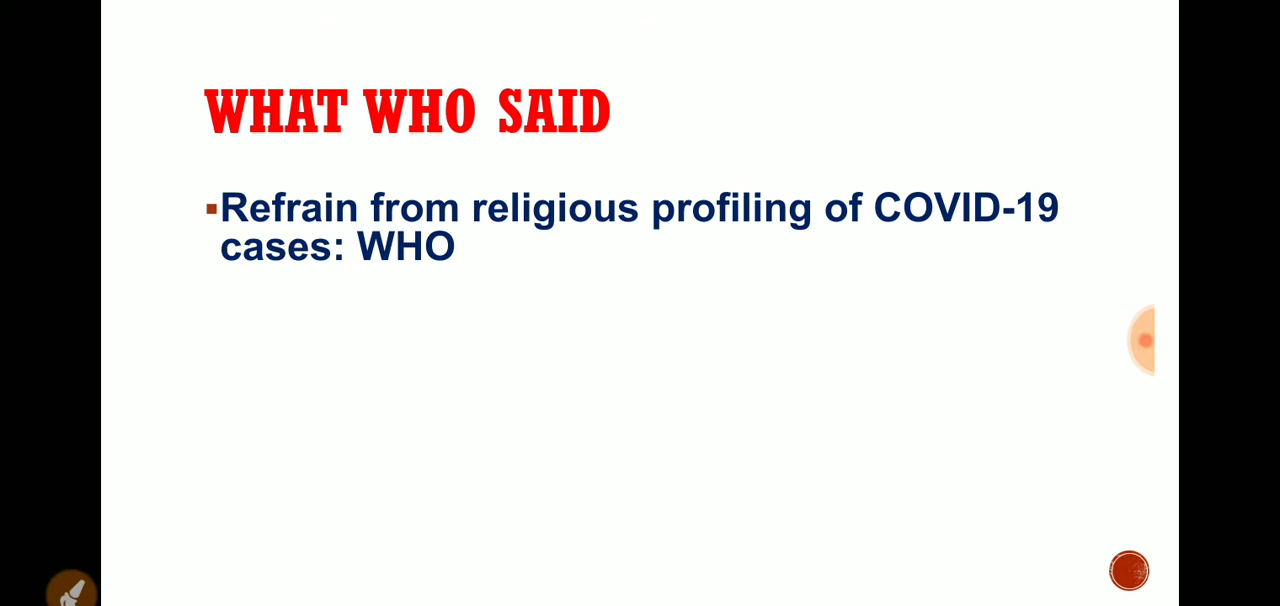 WHAT WHO SAID
▪Refrain from religious profiling of COVID-19
cases: WHO